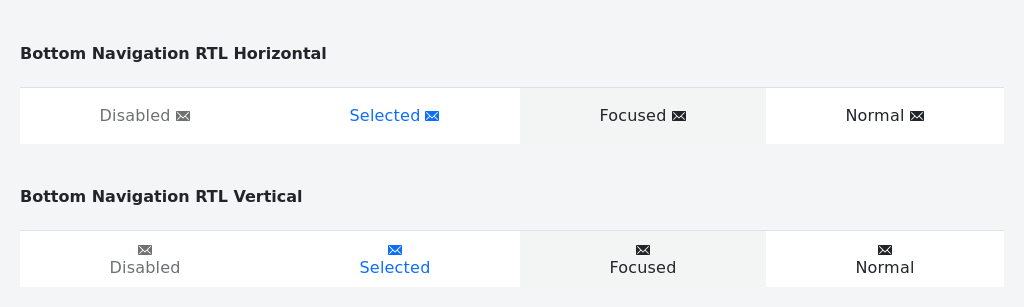 Bottom Navigation RTL Horizontal
Disabled Selected Focused Normal
Bottom Navigation RTL Vertical
Disabled Selected Focused Normal